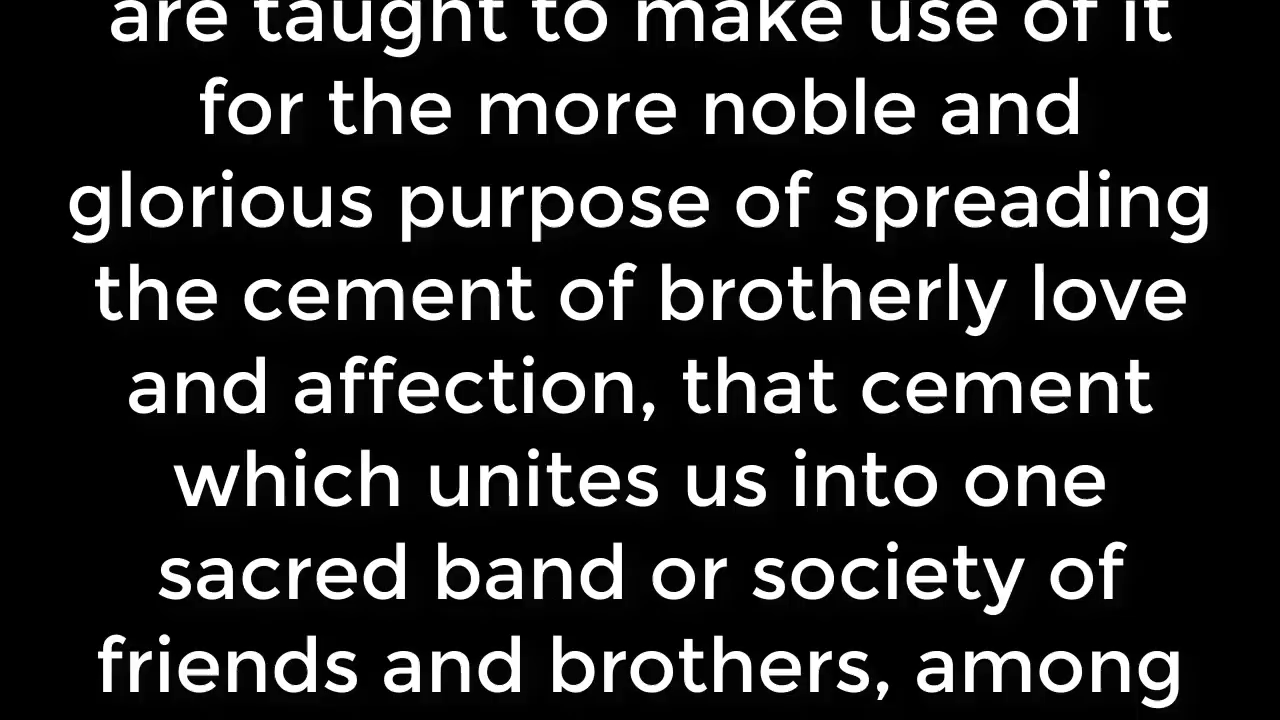 are taught to make use of it
for the more noble and
glorious purpose of spreading
the cement of brotherly love
and affection, that cement
which unites us into one
sacred band or society of
friends and brothers, among